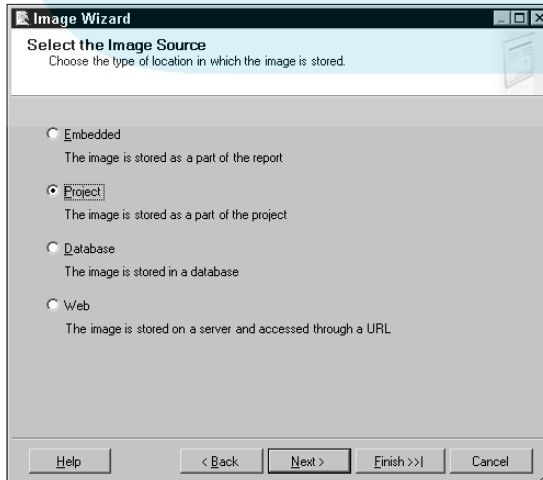 Image Wizard
Select the Image Source
Choose the type of location in which the image is stored.
Embedded
The image is stored as a part of the report
Project
The image is stored as a part of the project
Database
The image is stored in a database
Web
The image is stored on a server and accessed through a URL
Help < Back Next > Finish >>| Cancel